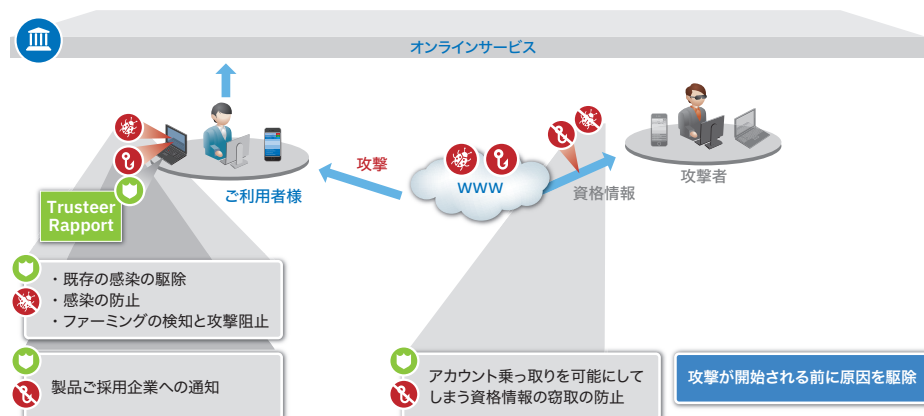 オンラインサービス
攻撃
www
ご利用者様
資格情報
攻撃者
Trusteer
Rapport
・既存の感染の駆除
・感染の防止
・ファーミングの検知と攻撃阻止
製品ご採用企業への通知
アカウント乗っ取りを可能にして
しまう資格情報の窃取の防止
攻撃が開始される前に原因を駆除